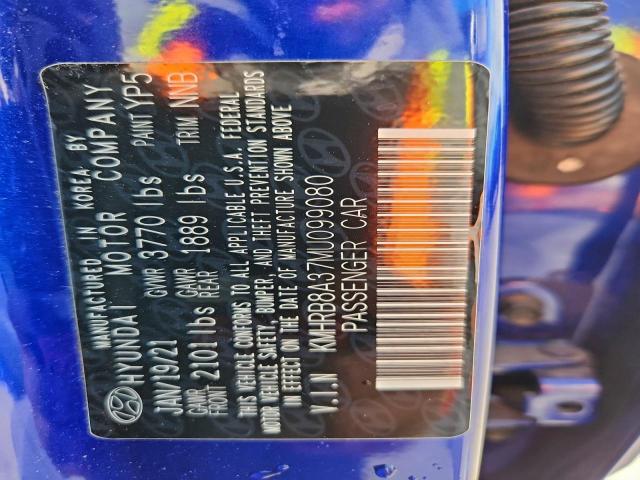 MANUFACTURED IN KOREA BY
HYUNDAI MOTOR COMPANY
JAN/19/21 GVWR 3770 lbs PAINT YP5
GAWR FRONT 2101 lbs GAWR REAR 1889 lbs TRIM NNB
THIS VEHICLE CONFORMS TO ALL APPLICABLE U.S.A. FEDERAL
MOTOR VEHICLE SAFETY, BUMPER, AND THEFT PREVENTION STANDARDS
IN EFFECT ON THE DATE OF MANUFACTURE SHOWN ABOVE
V.I.N KMHRB8A37MU099080
PASSENGER CAR